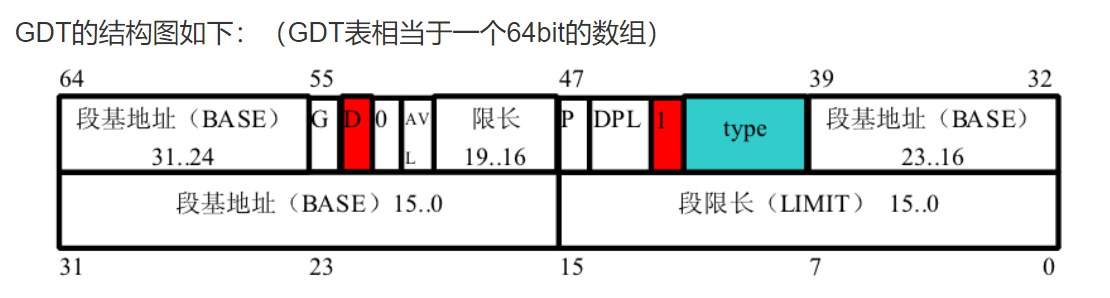 GDT的结构图如下：（GDT表相当于一个64bit的数组）
64 55 47 39 32
段基地址（BASE） G D 0 AV 限长 P DPL 1 type 段基地址（BASE）
31..24 L 19..16 23..16
段基地址（BASE）15..0 段限长（LIMIT） 15..0
31 23 15 7 0